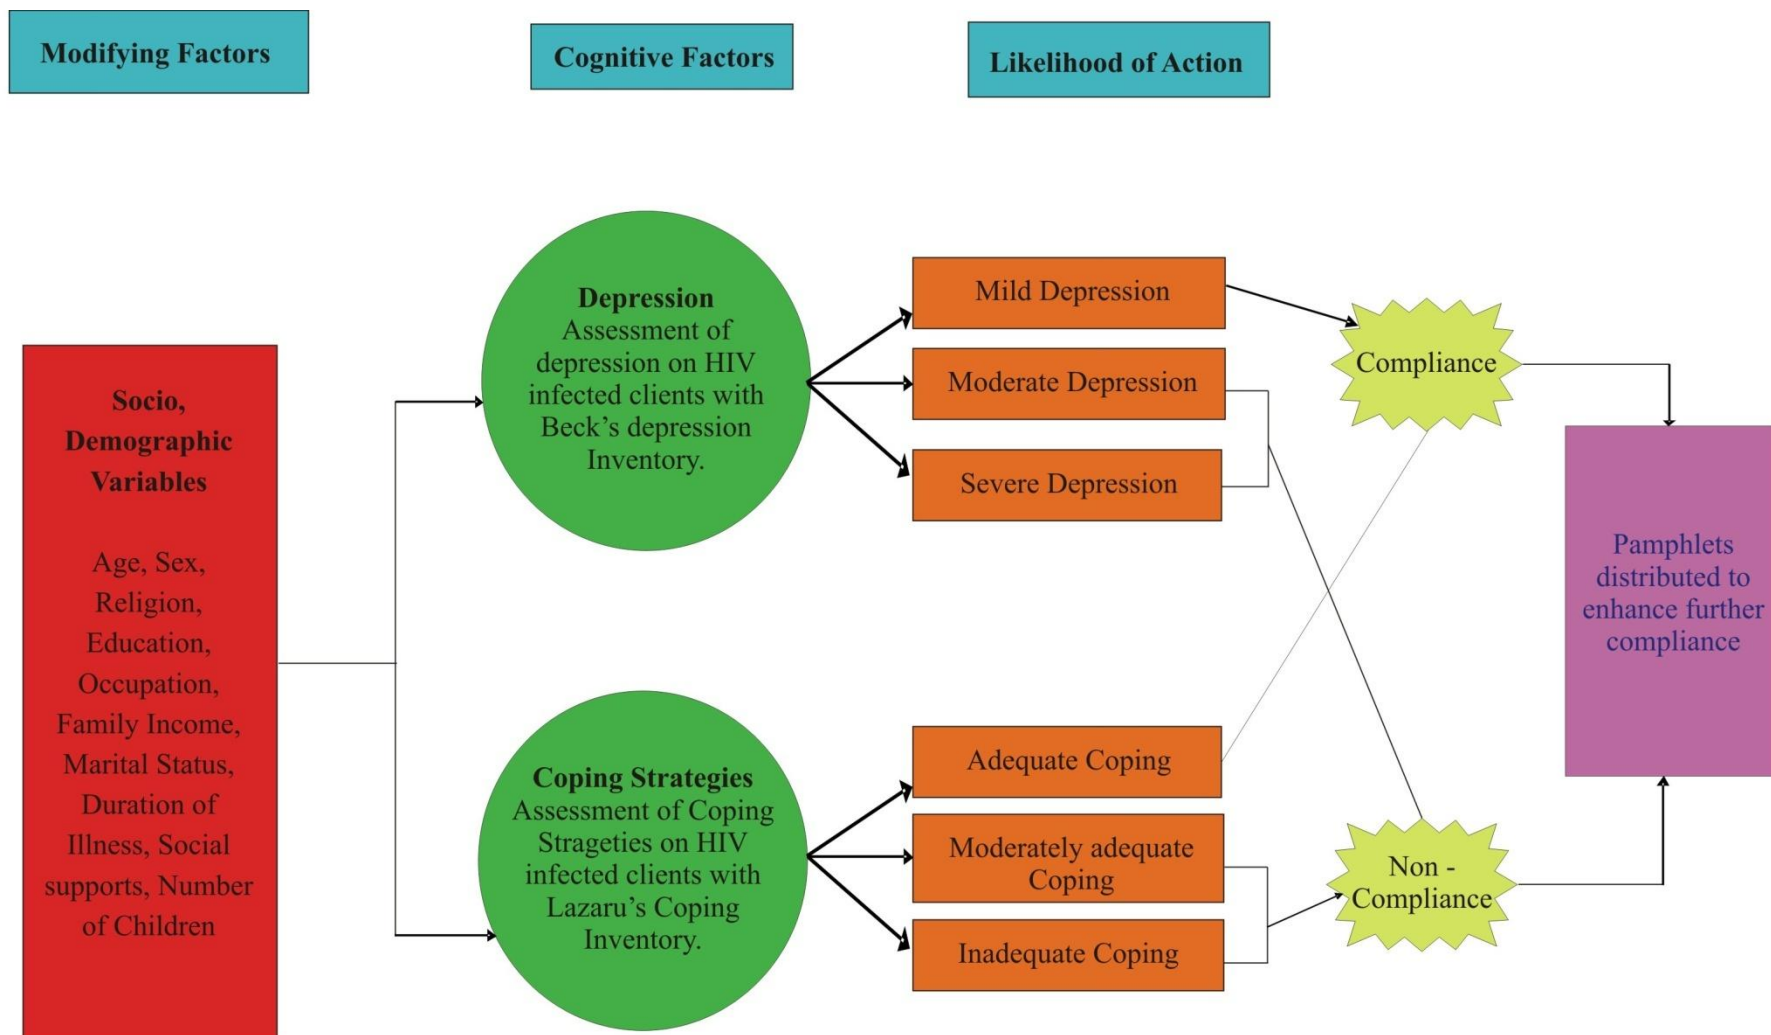 Modifying Factors
Cognitive Factors
Likelihood of Action
Socio,
Demographic
Variables
Age, Sex,
Religion,
Education,
Occupation,
Family Income,
Marital Status,
Duration of
Illness, Social
supports, Number
of Children
Depression
Assessment of
depression on HIV
infected clients with
Beck’s depression
Inventory.
Coping Strategies
Assessment of Coping
Strageties on HIV
infected clients with
Lazaru’s Coping
Inventory.
Mild Depression
Moderate Depression
Severe Depression
Adequate Coping
Moderately adequate
Coping
Inadequate Coping
Compliance
Non -
Compliance
Pamphlets
distributed to
enhance further
compliance